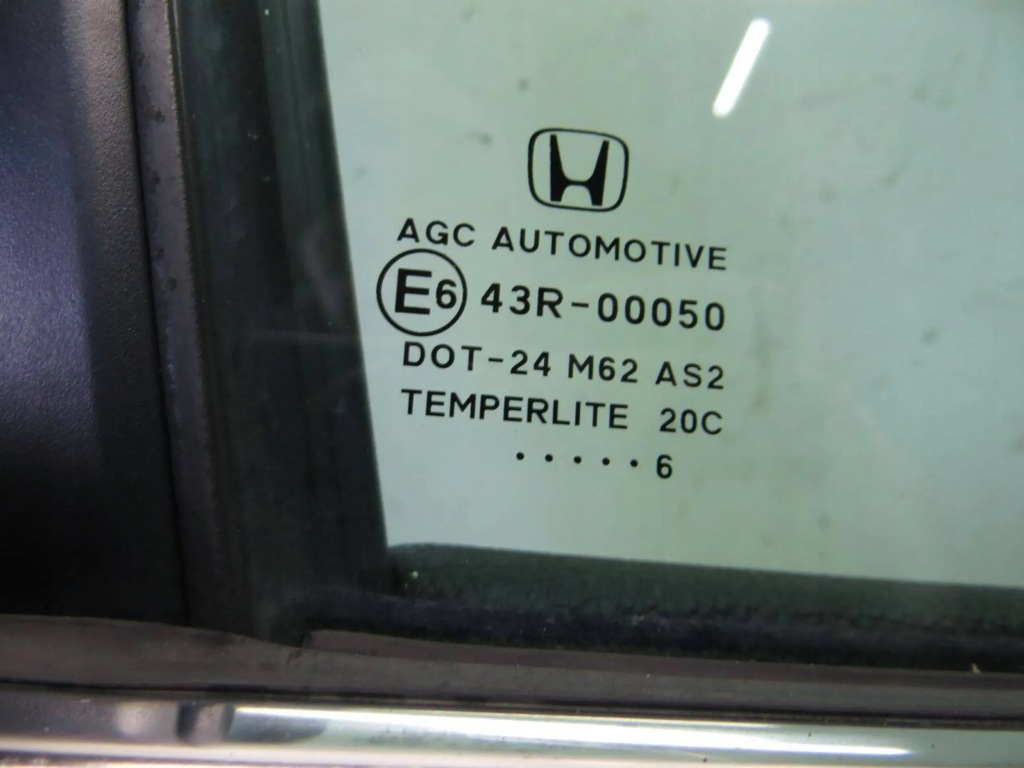 AGC AUTOMOTIVE
E6 43R-00050
DOT-24 M62 AS2
TEMPERLITE 20C
·····6